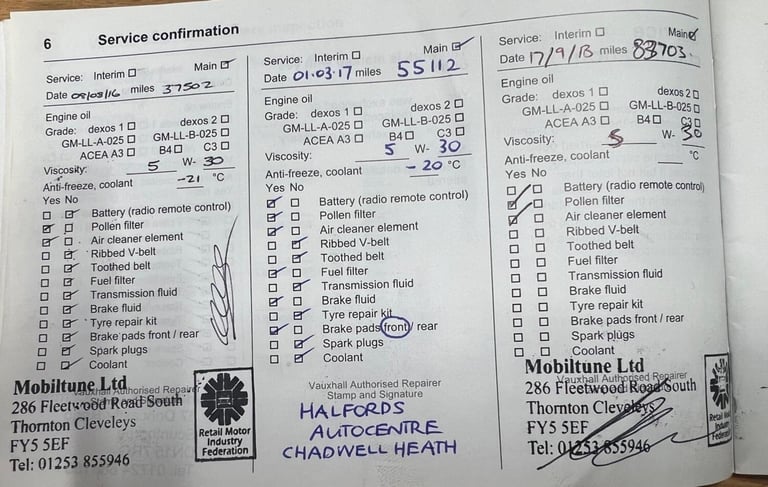 6 Service confirmation
Service: Interim Main
Date 08/03/16 miles 37502
Engine oil
Grade: dexos 1 dexos 2
GM-LL-A-025 GM-LL-B-025
ACEA A3 B4 C3
Viscosity: 5 W- 30
Anti-freeze, coolant -21 °C
Yes No
Battery (radio remote control)
Pollen filter
Air cleaner element
Ribbed V-belt
Toothed belt
Fuel filter
Transmission fluid
Brake fluid
Tyre repair kit
Brake pads front / rear
Spark plugs
Coolant
Vauxhall Authorised Repairer
Mobiltune Ltd
286 Fleetwood Road South
Thornton Cleveleys
FY5 5EF
Tel: 01253 855946
Retail Motor
Industry
Federation
Service: Interim Main
Date 01.03.17 miles 55112
Engine oil
Grade: dexos 1 dexos 2
GM-LL-A-025 GM-LL-B-025
ACEA A3 B4 C3
Viscosity: 5 W- 30
Anti-freeze, coolant -20 °C
Yes No
Battery (radio remote control)
Pollen filter
Air cleaner element
Ribbed V-belt
Toothed belt
Fuel filter
Transmission fluid
Brake fluid
Tyre repair kit
Brake pads front / rear
Spark plugs
Coolant
Vauxhall Authorised Repairer
Stamp and Signature
HALFORDS
AUTOCENTRE
CHADWELL HEATH
Service: Interim Main
Date 17/9/18 miles 83703
Engine oil
Grade: dexos 1 dexos 2
GM-LL-A-025 GM-LL-B-025
ACEA A3 B4 C3
Viscosity: 5 W- 30
Anti-freeze, coolant °C
Yes No
Battery (radio remote control)
Pollen filter
Air cleaner element
Ribbed V-belt
Toothed belt
Fuel filter
Transmission fluid
Brake fluid
Tyre repair kit
Brake pads front / rear
Spark plugs
Coolant
Vauxhall Authorised Repairer
Mobiltune Ltd
286 Fleetwood Road South
Thornton Cleveleys
FY5 5EF
Tel: 01253 855946